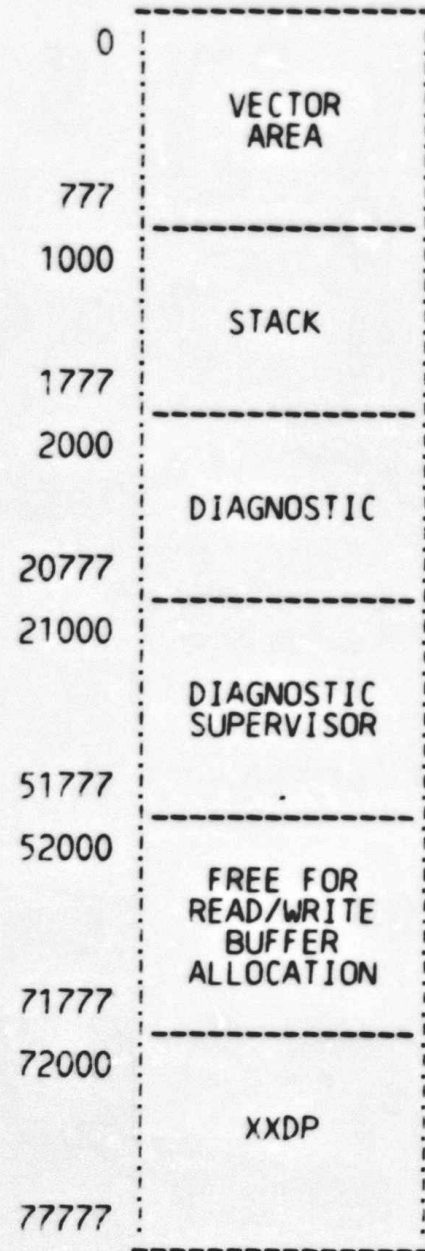 0
VECTOR
AREA
777
1000
STACK
1777
2000
DIAGNOSTIC
20777
21000
DIAGNOSTIC
SUPERVISOR
51777
52000
FREE FOR
READ/WRITE
BUFFER
ALLOCATION
71777
72000
XXDP
77777